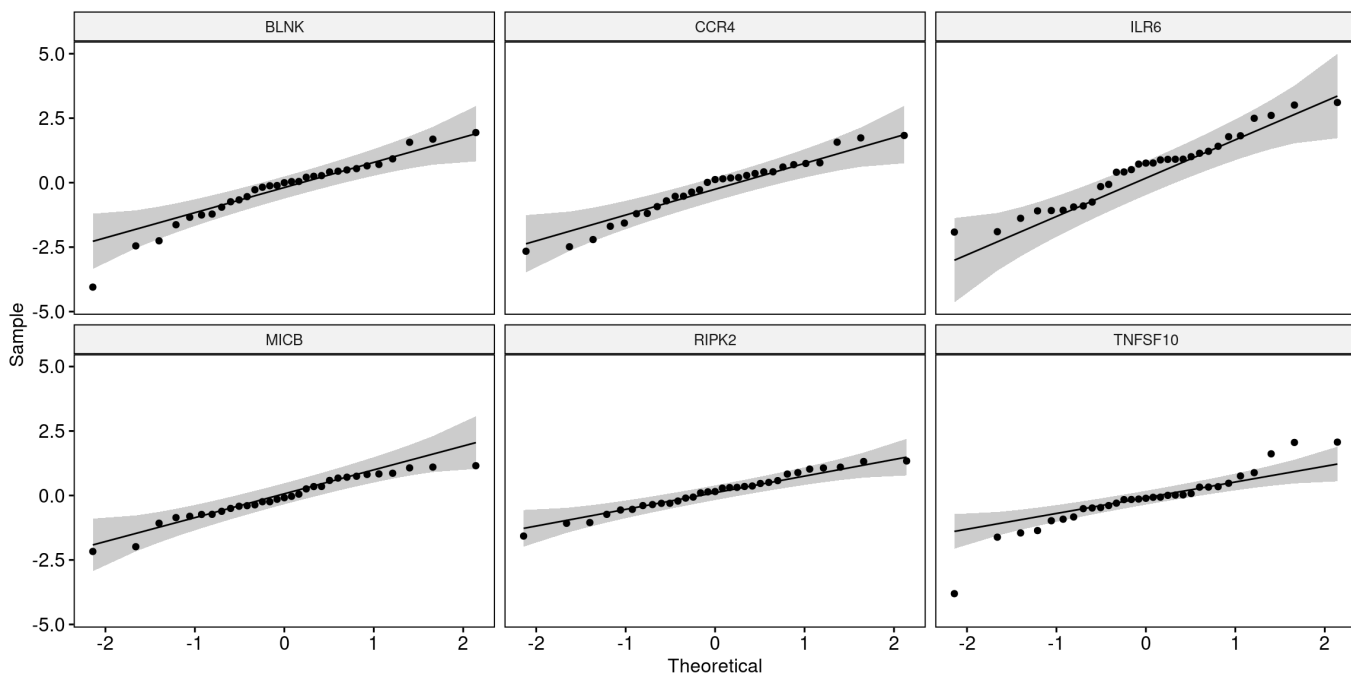 BLNK CCR4 ILR6
5.0
2.5
0.0
-2.5
-5.0
Sample
MICB RIPK2 TNFSF10
5.0
2.5
0.0
-2.5
-5.0
-2 -1 0 1 2 -2 -1 0 1 2 -2 -1 0 1 2
Theoretical